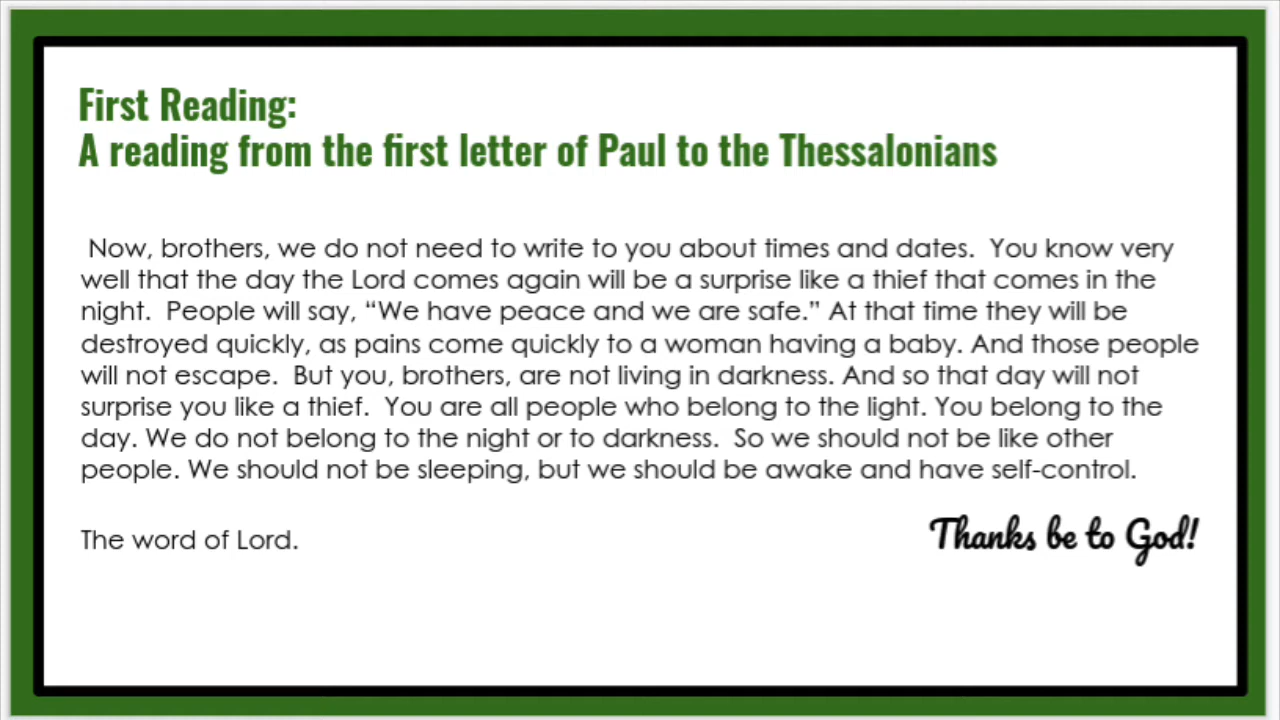 First Reading:
A reading from the first letter of Paul to the Thessalonians
Now, brothers, we do not need to write to you about times and dates.  You know very
well that the day the Lord comes again will be a surprise like a thief that comes in the
night.  People will say, “We have peace and we are safe.” At that time they will be
destroyed quickly, as pains come quickly to a woman having a baby. And those people
will not escape.  But you, brothers, are not living in darkness. And so that day will not
surprise you like a thief.  You are all people who belong to the light. You belong to the
day. We do not belong to the night or to darkness.  So we should not be like other
people. We should not be sleeping, but we should be awake and have self-control.
The word of Lord.
Thanks be to God!